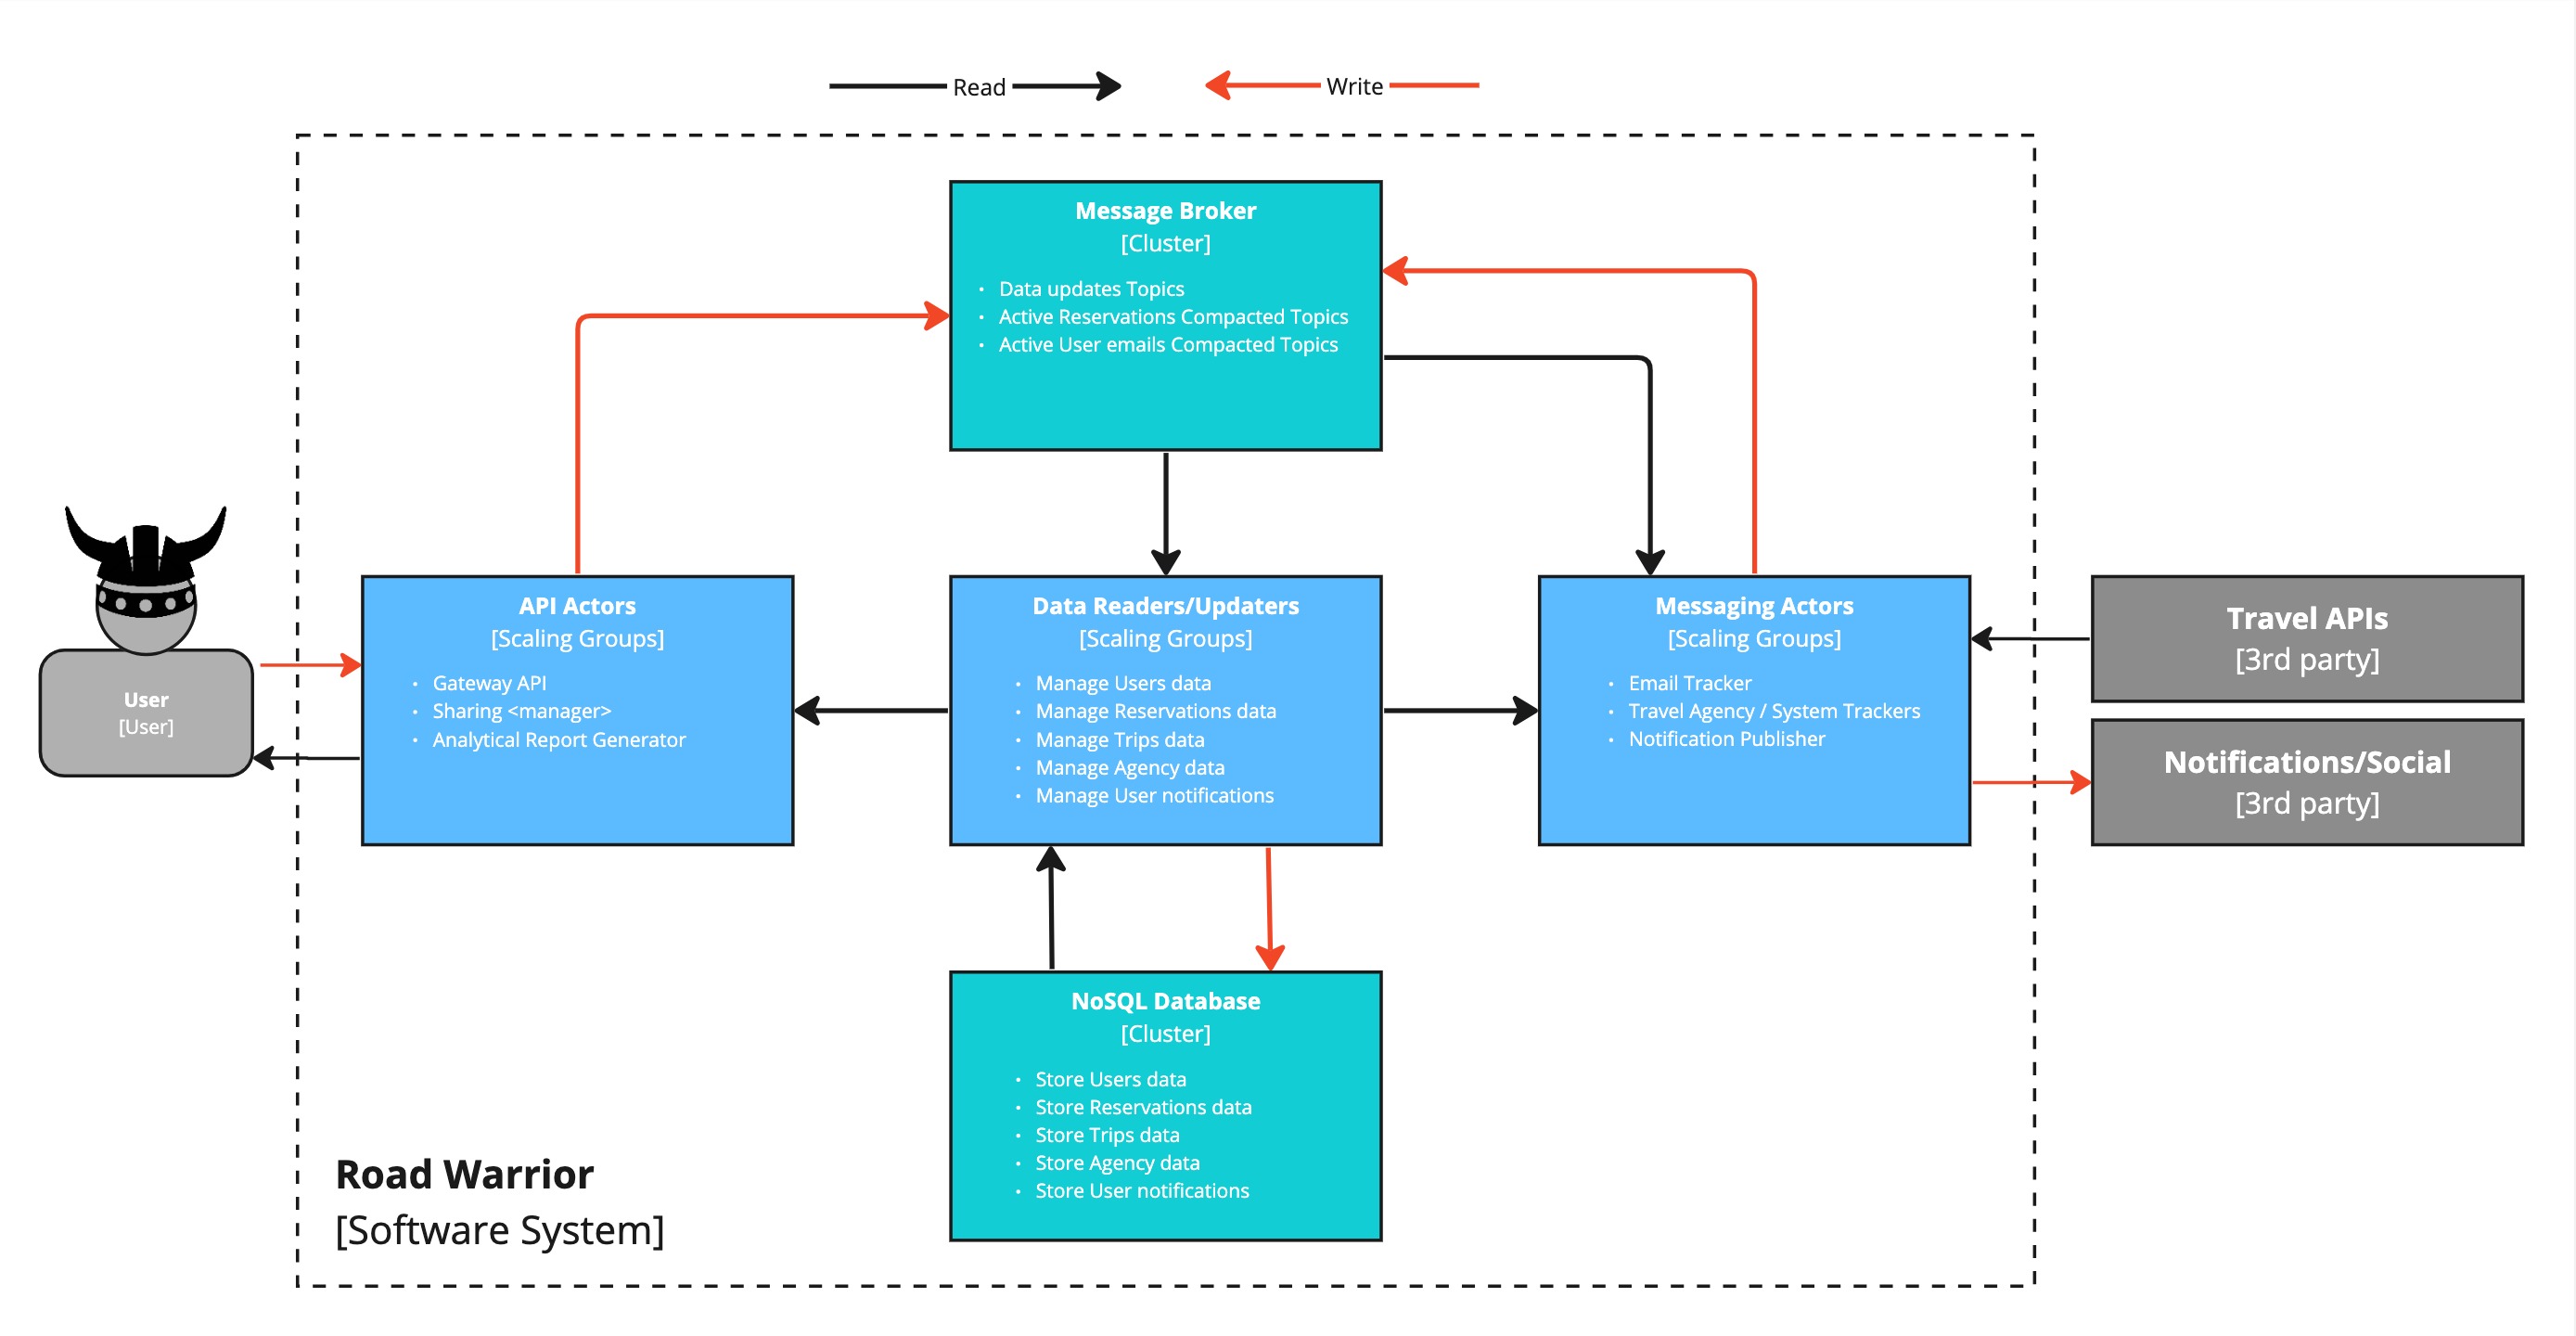 Read
Write
Message Broker
[Cluster]
• Data updates Topics
• Active Reservations Compacted Topics
• Active User emails Compacted Topics
User
[User]
API Actors
[Scaling Groups]
• Gateway API
• Sharing <manager>
• Analytical Report Generator
Data Readers/Updaters
[Scaling Groups]
• Manage Users data
• Manage Reservations data
• Manage Trips data
• Manage Agency data
• Manage User notifications
Messaging Actors
[Scaling Groups]
• Email Tracker
• Travel Agency / System Trackers
• Notification Publisher
Travel APIs
[3rd party]
Notifications/Social
[3rd party]
NoSQL Database
[Cluster]
• Store Users data
• Store Reservations data
• Store Trips data
• Store Agency data
• Store User notifications
Road Warrior
[Software System]